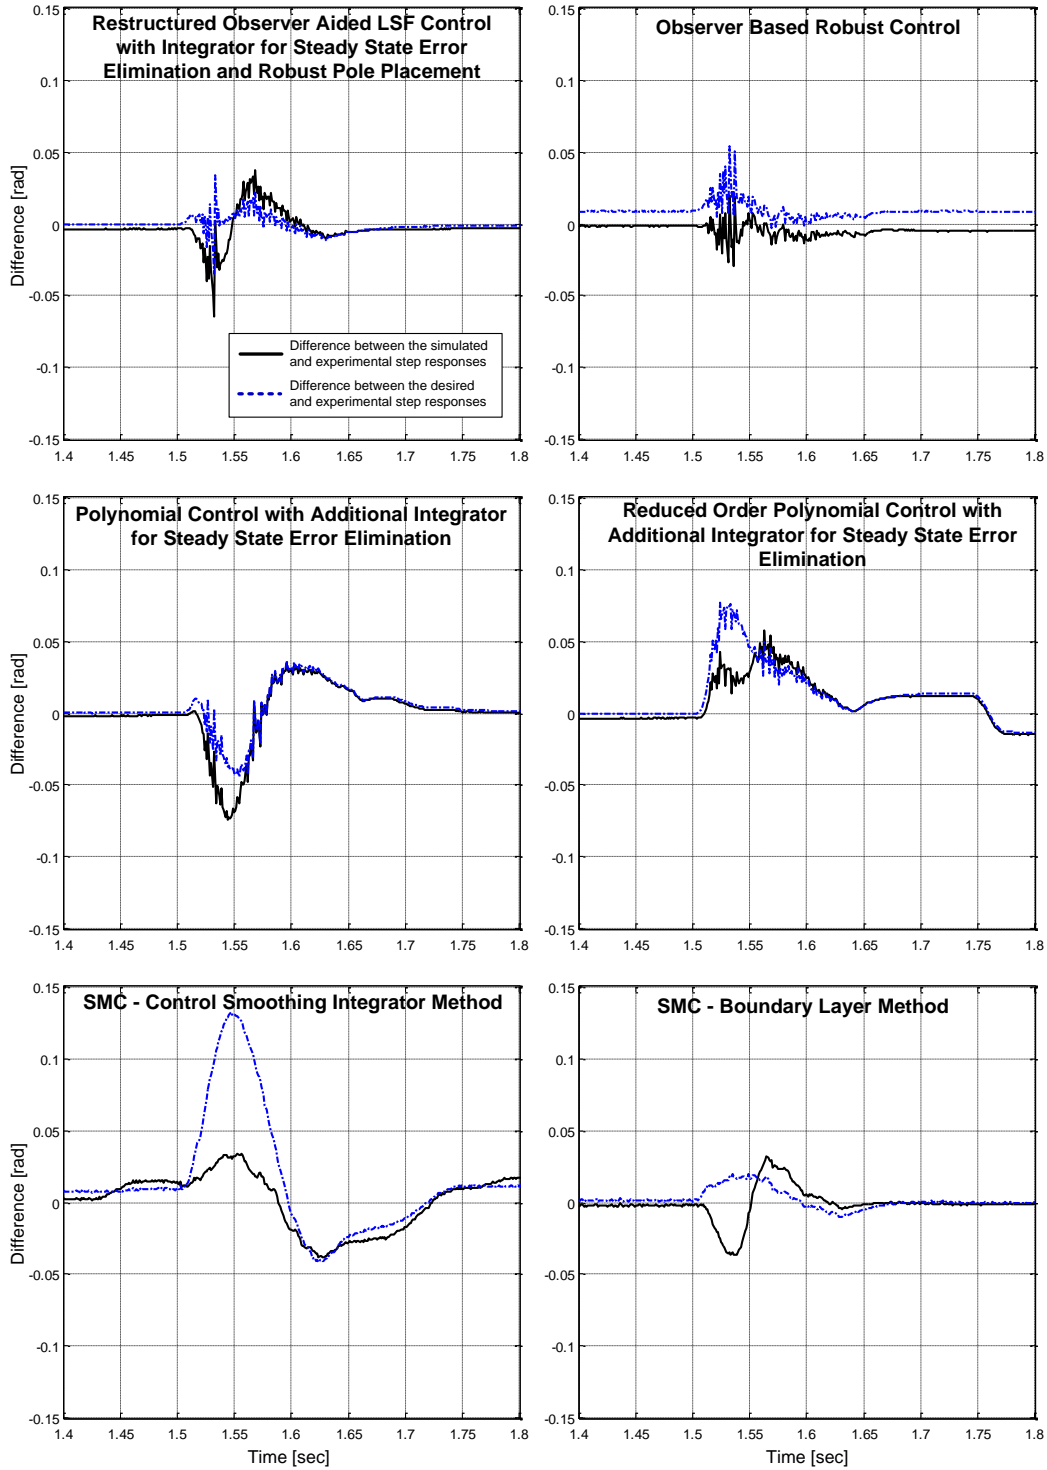 Restructured Observer Aided LSF Control
with Integrator for Steady State Error
Elimination and Robust Pole Placement
0.15
0.1
0.05
0
-0.05
-0.1
-0.15
Difference [rad]
Difference between the simulated
and experimental step responses
Difference between the desired
and experimental step responses
1.4 1.45 1.5 1.55 1.6 1.65 1.7 1.75 1.8
Observer Based Robust Control
0.15
0.1
0.05
0
-0.05
-0.1
-0.15
1.4 1.45 1.5 1.55 1.6 1.65 1.7 1.75 1.8
Polynomial Control with Additional Integrator
for Steady State Error Elimination
0.15
0.1
0.05
0
-0.05
-0.1
-0.15
Difference [rad]
1.4 1.45 1.5 1.55 1.6 1.65 1.7 1.75 1.8
Reduced Order Polynomial Control with
Additional Integrator for Steady State Error
Elimination
0.15
0.1
0.05
0
-0.05
-0.1
-0.15
1.4 1.45 1.5 1.55 1.6 1.65 1.7 1.75 1.8
SMC - Control Smoothing Integrator Method
0.15
0.1
0.05
0
-0.05
-0.1
-0.15
Difference [rad]
1.4 1.45 1.5 1.55 1.6 1.65 1.7 1.75 1.8
Time [sec]
SMC - Boundary Layer Method
0.15
0.1
0.05
0
-0.05
-0.1
-0.15
1.4 1.45 1.5 1.55 1.6 1.65 1.7 1.75 1.8
Time [sec]